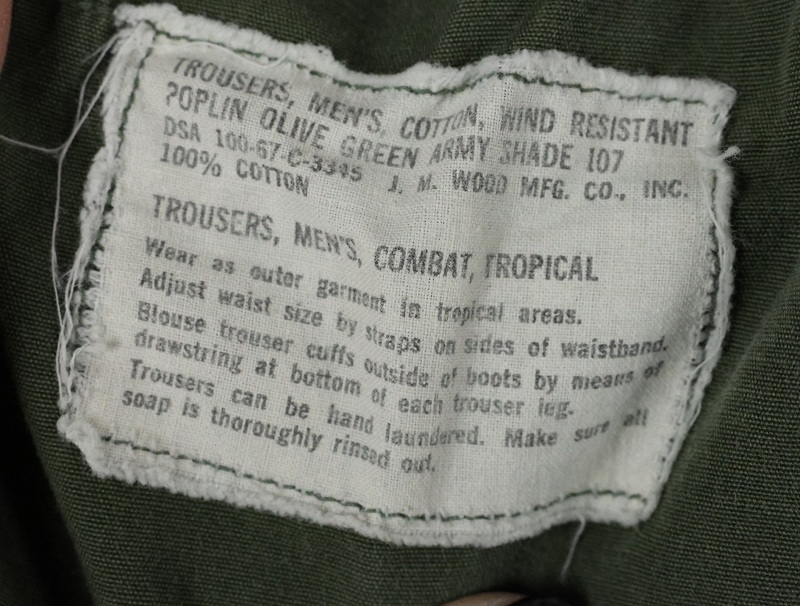 TROUSERS, MEN'S, COTTON, WIND RESISTANT
POPLIN OLIVE GREEN ARMY SHADE 107
DSA 100-67-C-3345 J. M. WOOD MFG. CO., INC.
100% COTTON
TROUSERS, MEN'S, COMBAT, TROPICAL
Wear as outer garment in tropical areas.
Adjust waist size by straps on sides of waistband.
Blouse trouser cuffs outside of boots by means of
drawstring at bottom of each trouser leg.
Trousers can be hand laundered. Make sure all
soap is thoroughly rinsed out.